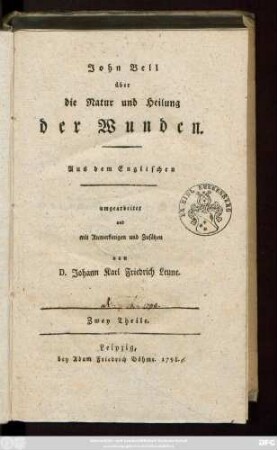 John Bell
über
die Natur und Heilung
der Wunden.
Aus dem Englischen
umgearbeitet
und
mit Anmerkungen und Zusätzen
von
D. Johann Karl Friedrich Leune.
Zwey Theile.
Leipzig,
bey Adam Friedrich Böhme. 1798.